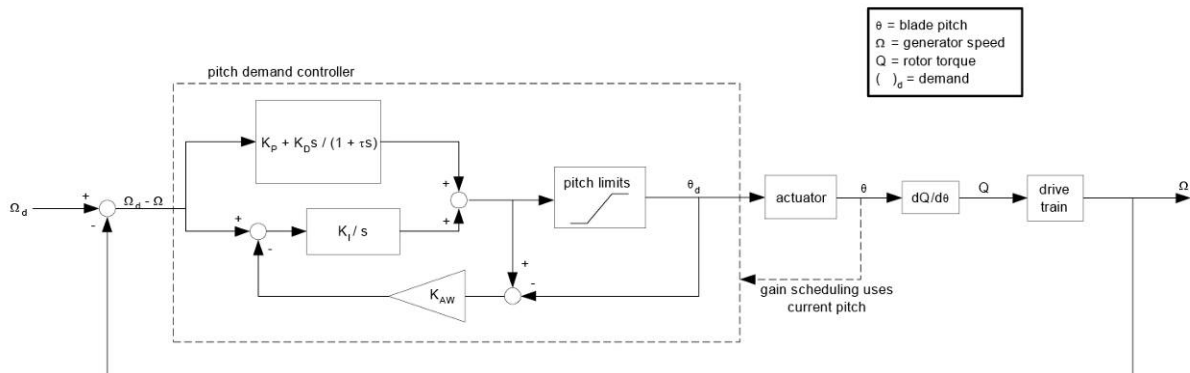 θ = blade pitch
Ω = generator speed
Q = rotor torque
( )d = demand
pitch demand controller
KP + KDs / (1 + τs)
+
Ωd
+
-
Ωd - Ω
+
-
KI / s
+
+
pitch limits
θd
actuator
θ
dQ/dθ
Q
drive
train
Ω
KAW
+
-
gain scheduling uses
current pitch